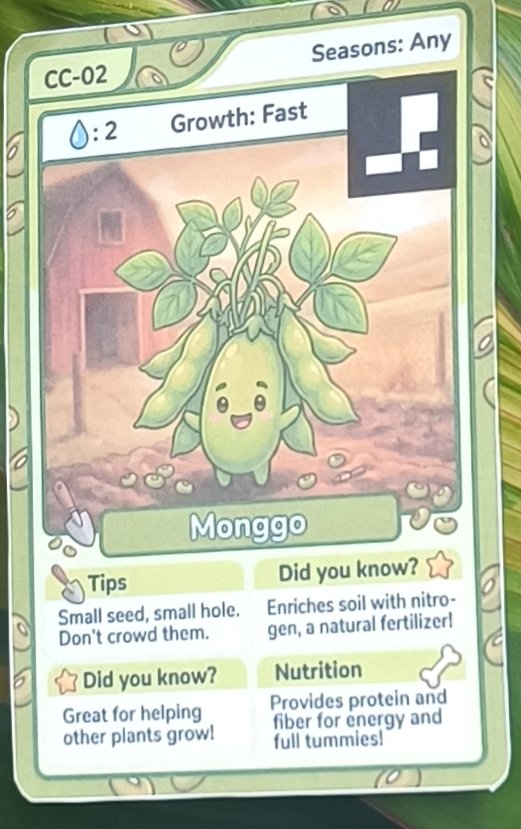 CC-02
Seasons: Any
: 2
Growth: Fast
Monggo
Tips
Small seed, small hole.
Don't crowd them.
Did you know?
Enriches soil with nitro-
gen, a natural fertilizer!
Did you know?
Great for helping
other plants grow!
Nutrition
Provides protein and
fiber for energy and
full tummies!